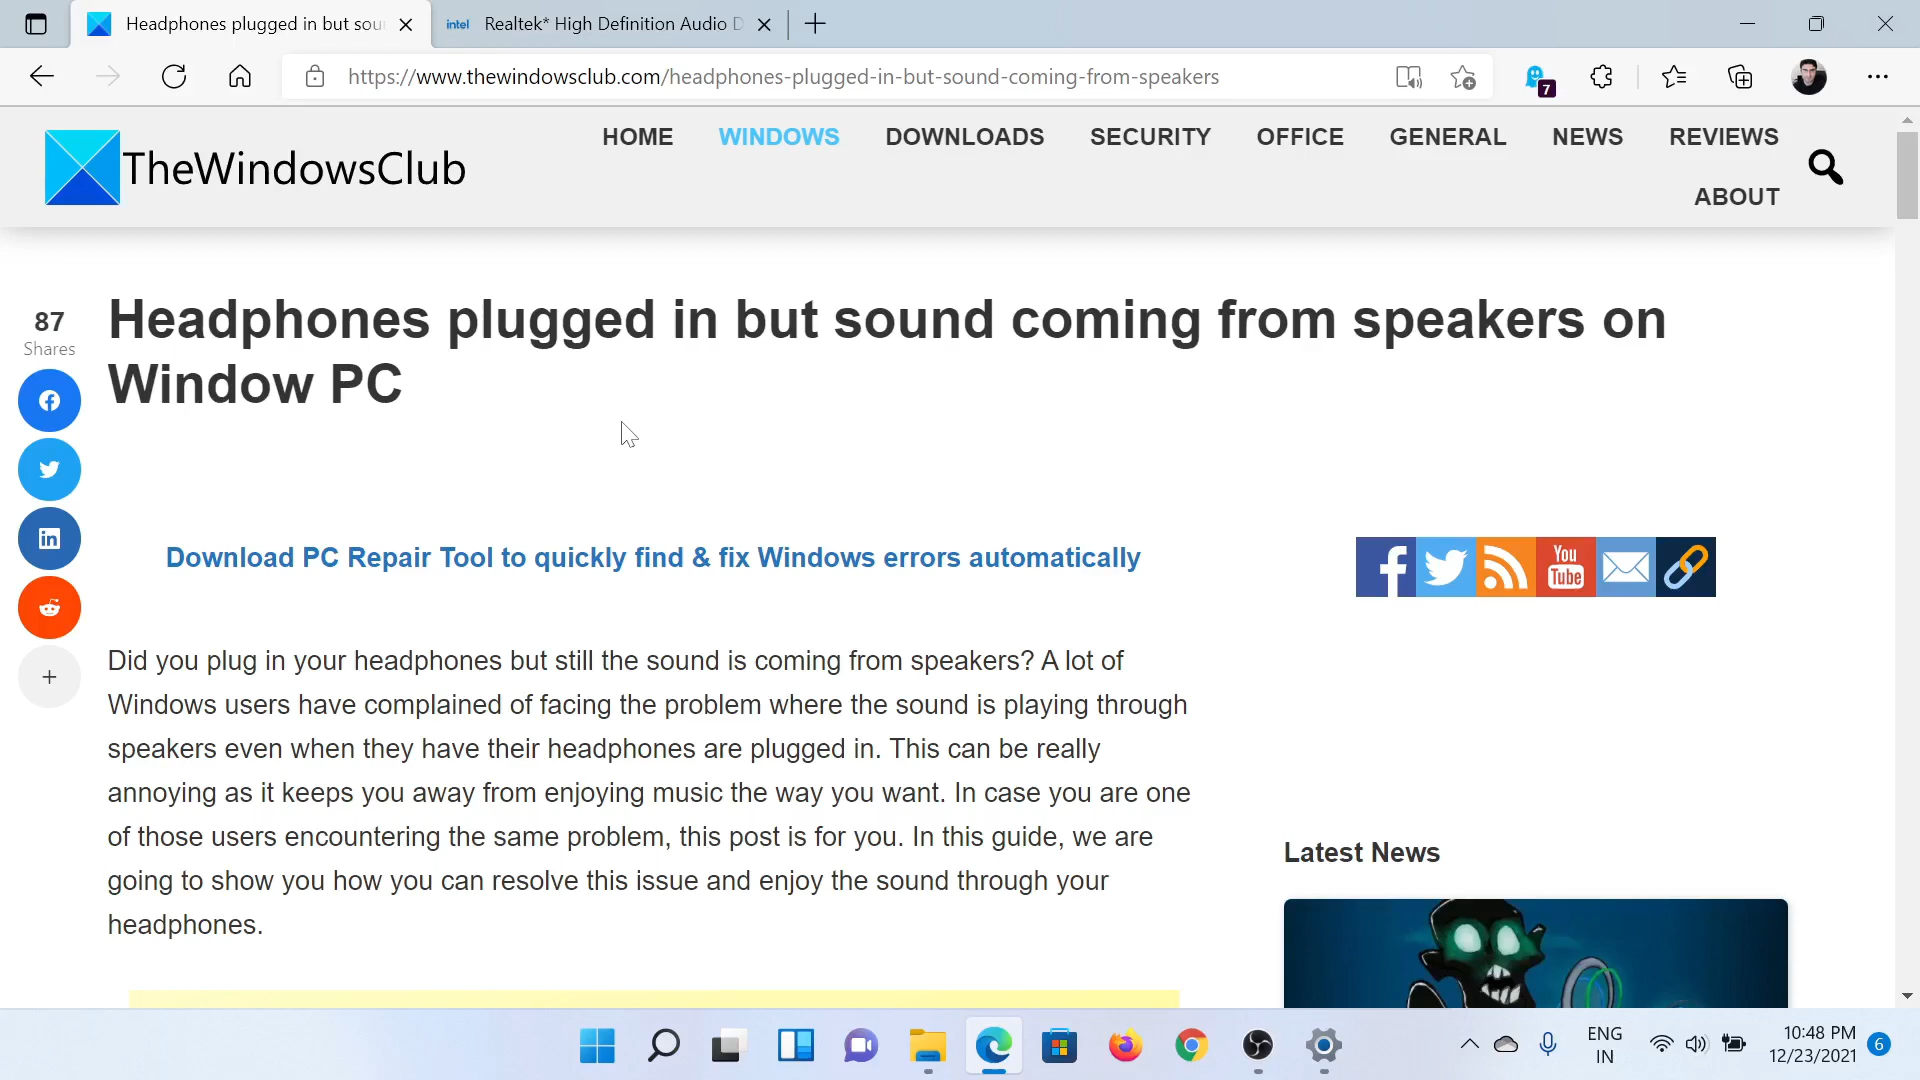 Headphones plugged in but sou
intel Realtek* High Definition Audio D
https://www.thewindowsclub.com/headphones-plugged-in-but-sound-coming-from-speakers
7
TheWindowsClub
HOME WINDOWS DOWNLOADS SECURITY OFFICE GENERAL NEWS REVIEWS
ABOUT
87
Shares
Headphones plugged in but sound coming from speakers on
Window PC
Download PC Repair Tool to quickly find & fix Windows errors automatically
You
Tube
Did you plug in your headphones but still the sound is coming from speakers? A lot of
Windows users have complained of facing the problem where the sound is playing through
speakers even when they have their headphones are plugged in. This can be really
annoying as it keeps you away from enjoying music the way you want. In case you are one
of those users encountering the same problem, this post is for you. In this guide, we are
going to show you how you can resolve this issue and enjoy the sound through your
headphones.
Latest News
ENG
IN
10:48 PM
12/23/2021
6